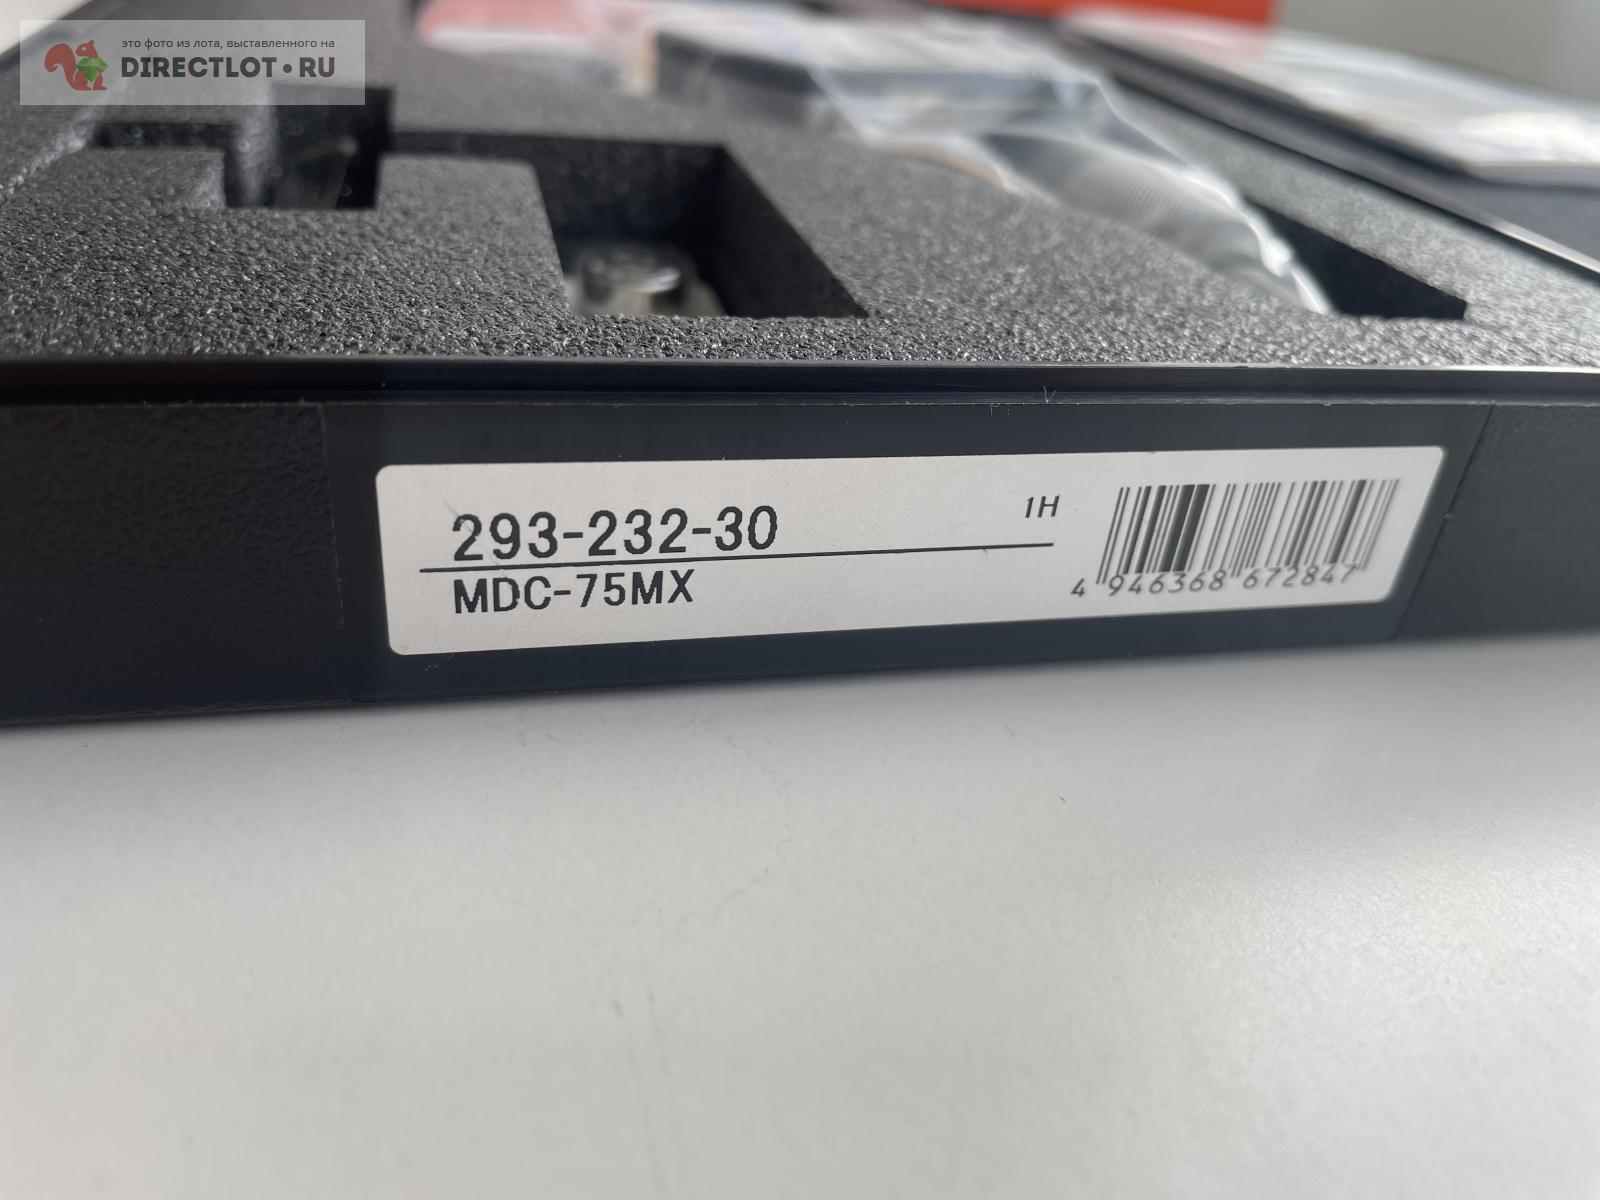 это фото из лота, выставленного на
DIRECTLOT.RU
293-232-30
1H
MDC-75MX
4 946368 672847